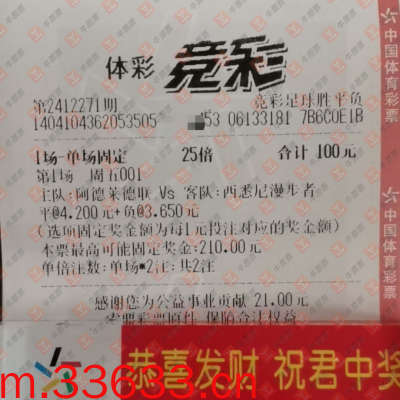 体彩 竞彩
第2412271期 竞彩足球胜平负
1404104362053505 53 06133181 7B6C0E1B
1场-单场固定 25倍 合计 100元
第1场 周五001
主队:阿德莱德联 Vs 客队:西悉尼漫步者
平@4.200元+负@3.650元
(选项固定奖金额为每1元投注对应的奖金额)
本票最高可能固定奖金:210.00元
单倍注数:单场*2注;共2注
感谢您为公益事业贡献 21.00元
恭喜发财 祝君中奖
m.33633.cn
中国体育彩票
中国体育彩票